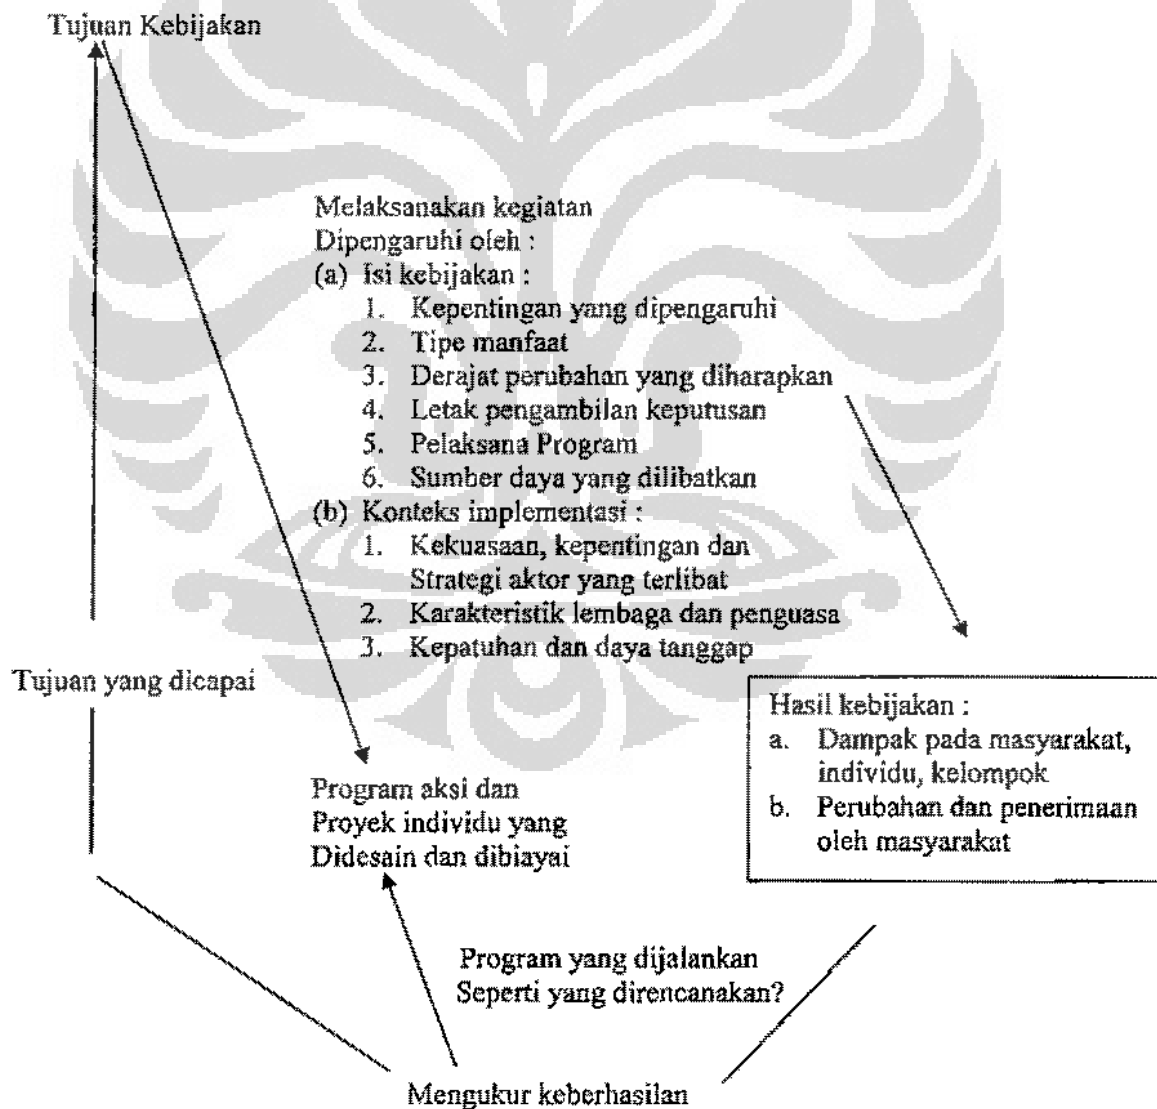 Tujuan Kebijakan
Melaksanakan kegiatan
Dipengaruhi oleh :
(a) Isi kebijakan :
1. Kepentingan yang dipengaruhi
2. Tipe manfaat
3. Derajat perubahan yang diharapkan
4. Letak pengambilan keputusan
5. Pelaksana Program
6. Sumber daya yang dilibatkan
(b) Konteks implementasi :
1. Kekuasaan, kepentingan dan
Strategi aktor yang terlibat
2. Karakteristik lembaga dan penguasa
3. Kepatuhan dan daya tanggap
Tujuan yang dicapai
Hasil kebijakan :
a. Dampak pada masyarakat,
individu, kelompok
b. Perubahan dan penerimaan
oleh masyarakat
Program aksi dan
Proyek individu yang
Didesain dan dibiayai
Program yang dijalankan
Seperti yang direncanakan?
Mengukur keberhasilan